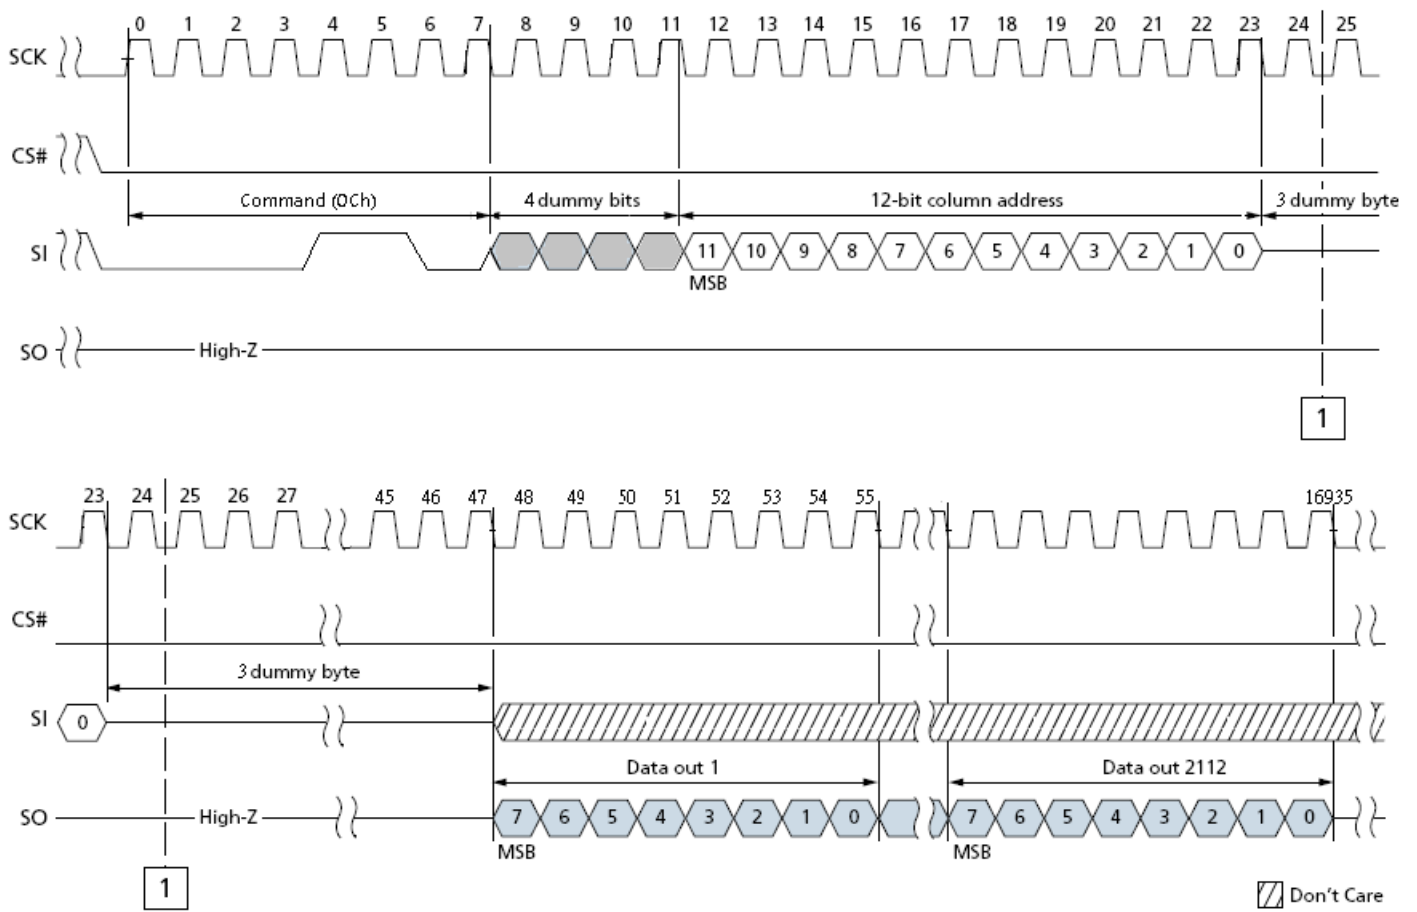 0 1 2 3 4 5 6 7 8 9 10 11 12 13 14 15 16 17 18 19 20 21 22 23 24 25
SCK
CS#
Command (0Ch) 4 dummy bits 12-bit column address 3 dummy byte
SI 11 10 9 8 7 6 5 4 3 2 1 0
MSB
SO High-Z
1
23 24 25 26 27 45 46 47 48 49 50 51 52 53 54 55 16935
SCK
CS#
3 dummy byte
SI 0
Data out 1 Data out 2112
SO High-Z 7 6 5 4 3 2 1 0 7 6 5 4 3 2 1 0
MSB MSB
1
Don't Care